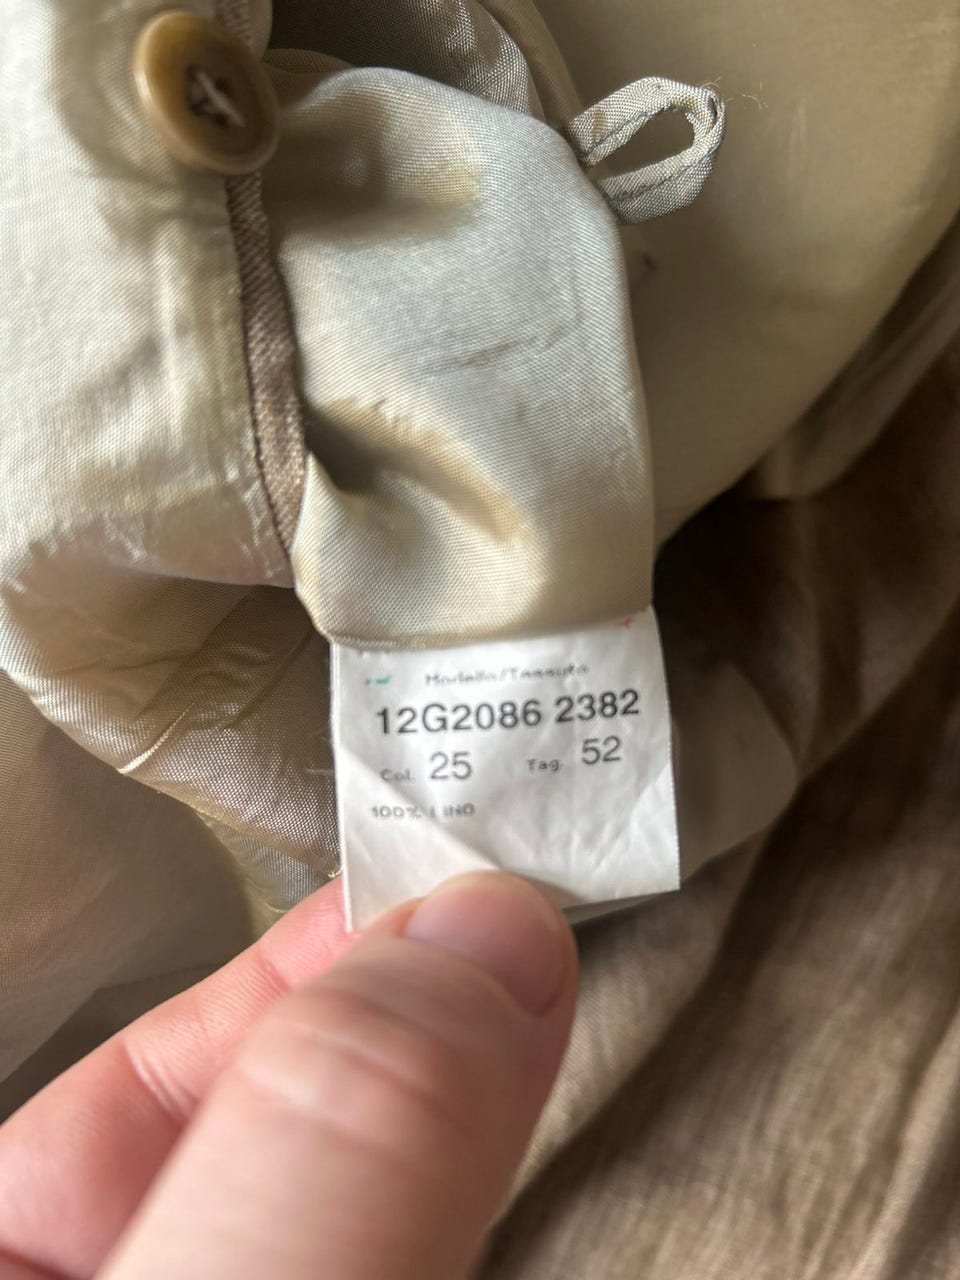 Modello/Tessuto
12G2086 2382
Col. 25 Tag. 52
100% LINO